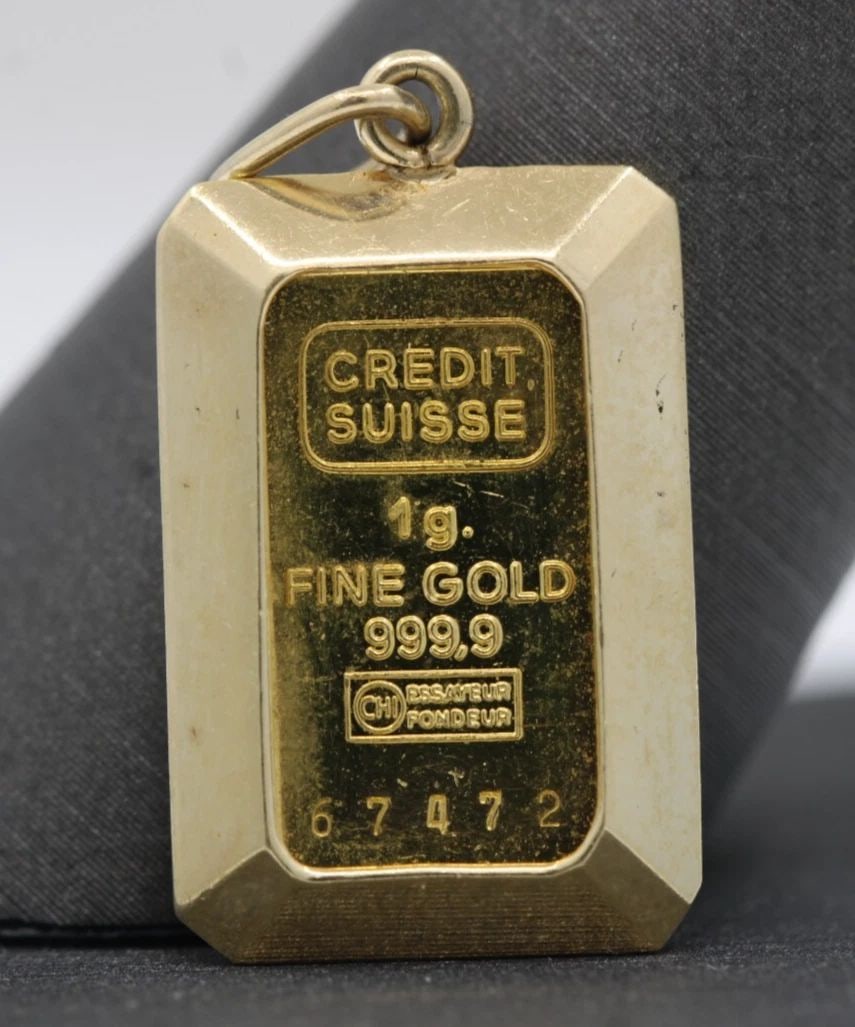 CREDIT
SUISSE
1g.
FINE GOLD
999,9
CHI ESSAYEUR
FONDEUR
67472